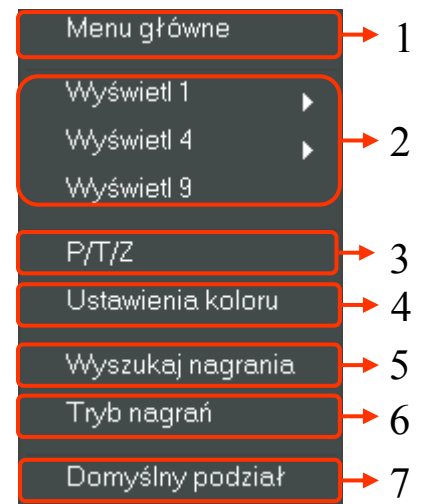 Menu główne 1
Wyświetl 1
Wyświetl 4 2
Wyświetl 9
P/T/Z 3
Ustawienia koloru 4
Wyszukaj nagrania 5
Tryb nagrań 6
Domyślny podział 7